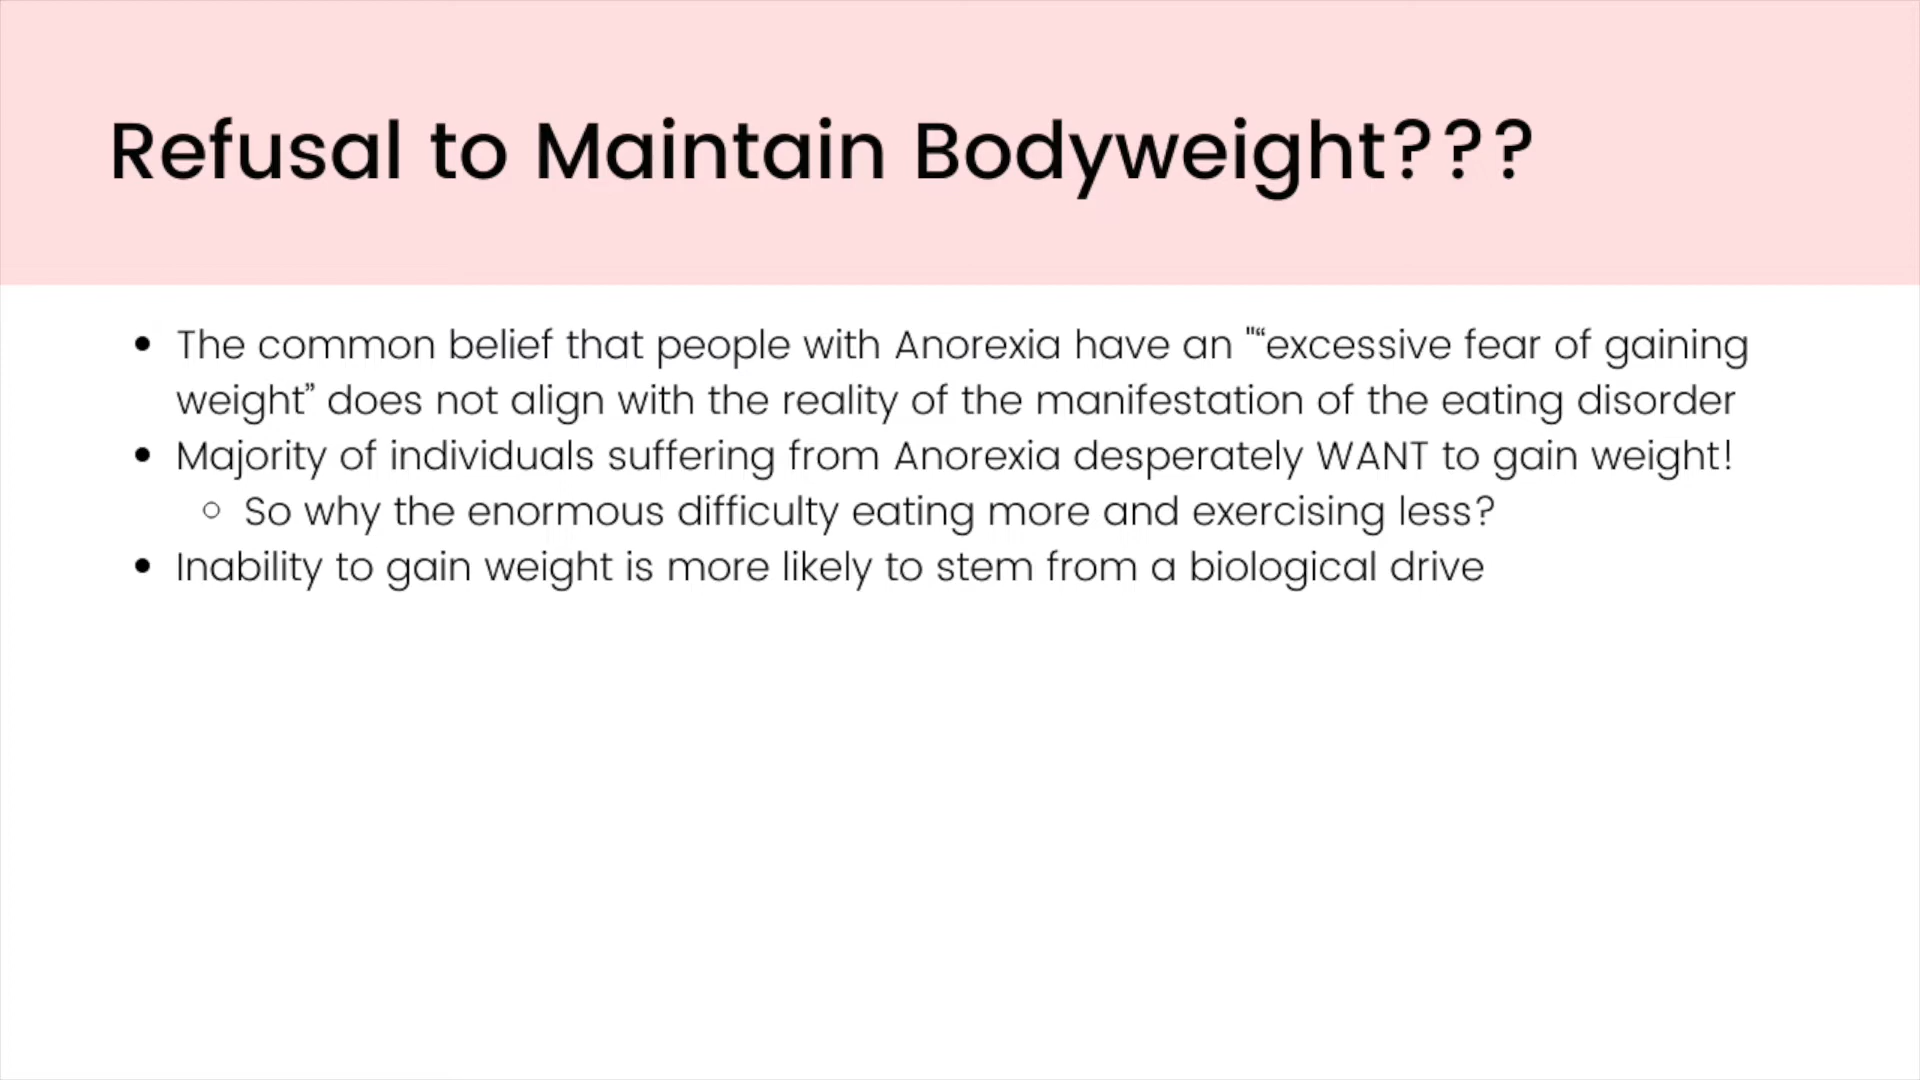 Refusal to Maintain Bodyweight???
• The common belief that people with Anorexia have an "“excessive fear of gaining
weight” does not align with the reality of the manifestation of the eating disorder
• Majority of individuals suffering from Anorexia desperately WANT to gain weight!
○ So why the enormous difficulty eating more and exercising less?
• Inability to gain weight is more likely to stem from a biological drive